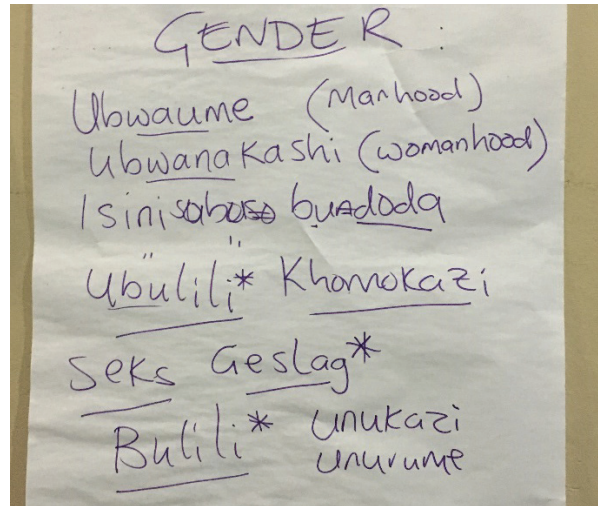 GENDER :
Ubwaume (Manhood)
Ubwanakashi (womanhood)
Isini buadoda
Ubulili* Khomokazi
Seks Geslag*
Bulili* unukazi
unurume